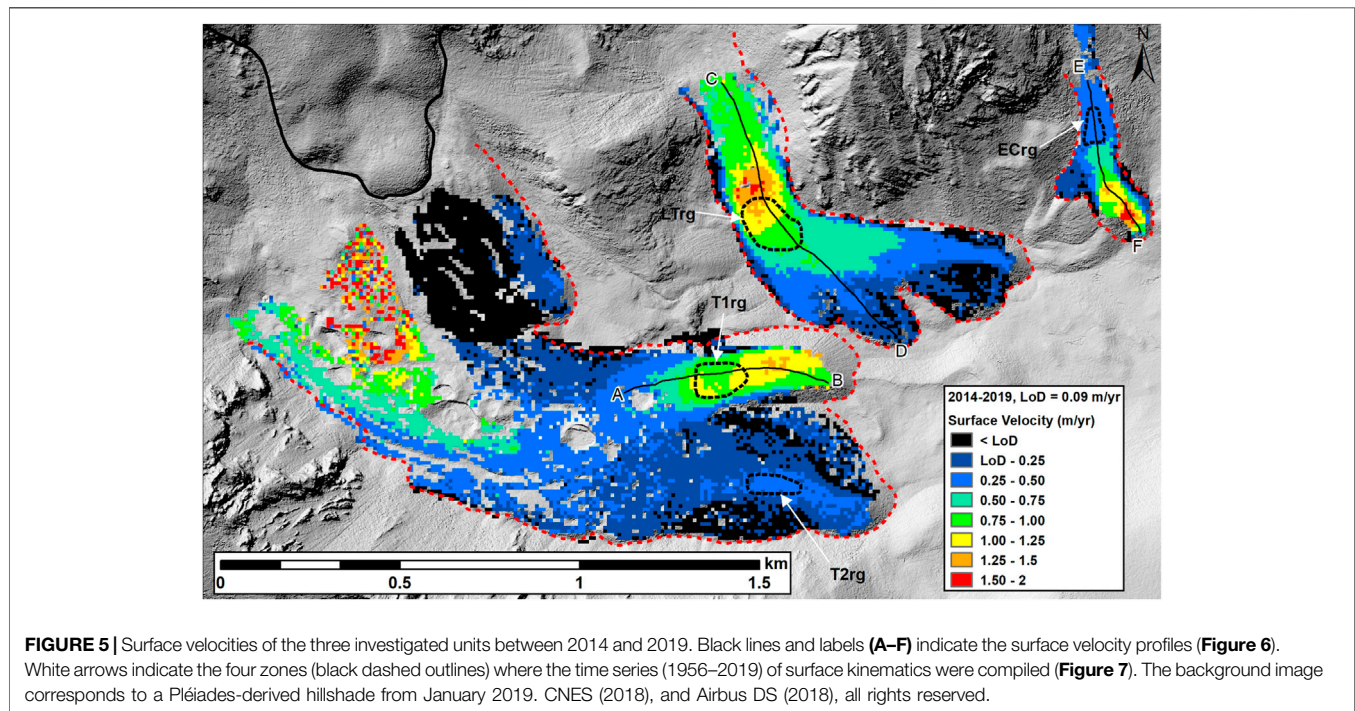 N
C
E
ECrg
LTrg
F
T1rg
D
A
B
T2rg
2014-2019, LoD = 0.09 m/yr
Surface Velocity (m/yr)
< LoD
LoD - 0.25
0.25 - 0.50
0.50 - 0.75
0.75 - 1.00
1.00 - 1.25
1.25 - 1.5
1.50 - 2
km
0 0.5 1 1.5
FIGURE 5 | Surface velocities of the three investigated units between 2014 and 2019. Black lines and labels (A–F) indicate the surface velocity profiles (Figure 6).
White arrows indicate the four zones (black dashed outlines) where the time series (1956–2019) of surface kinematics were compiled (Figure 7). The background image
corresponds to a Pléiades-derived hillshade from January 2019. CNES (2018), and Airbus DS (2018), all rights reserved.